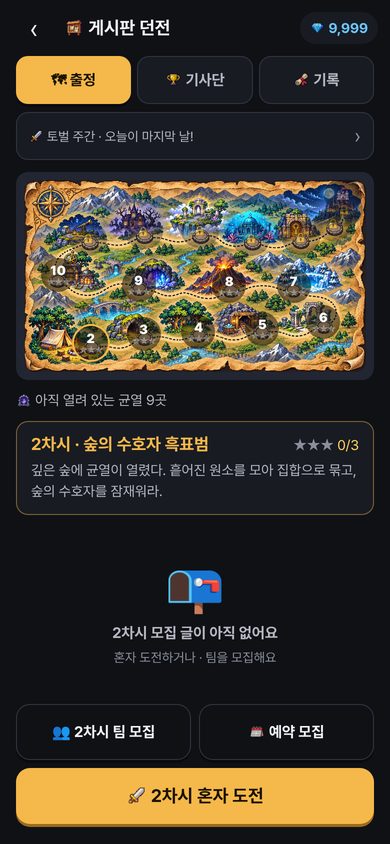 게시판 던전
9,999
출정
기사단
기록
토벌 주간 · 오늘이 마지막 날!
10
9
8
7
2
3
4
5
6
아직 열려 있는 균열 9곳
2차시 · 숲의 수호자 흑표범
★★★ 0/3
깊은 숲에 균열이 열렸다. 흩어진 원소를 모아 집합으로 묶고,
숲의 수호자를 잠재워라.
2차시 모집 글이 아직 없어요
혼자 도전하거나 · 팀을 모집해요
2차시 팀 모집
예약 모집
2차시 혼자 도전